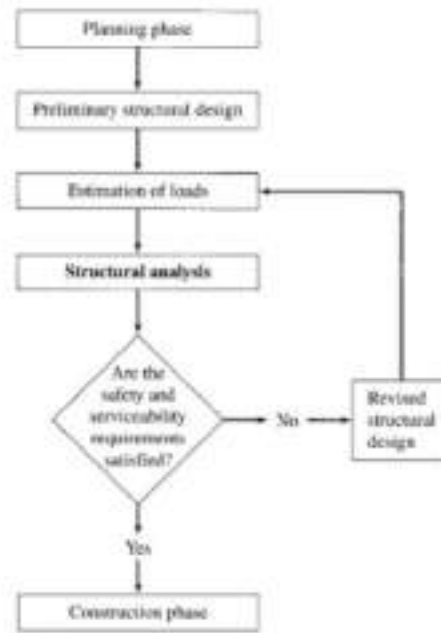 Planning phase
Preliminary structural design
Estimation of loads
Structural analysis
Are the
safety and
serviceability
requirements
satisfied?
No
Revised
structural
design
Yes
Construction phase